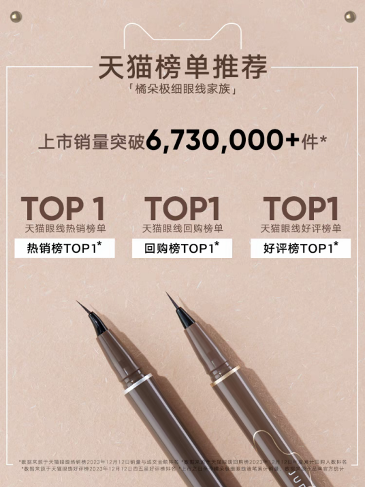 天猫榜单推荐
「橘朵极细眼线家族」
上市销量突破6,730,000+件*
TOP 1
天猫眼线热销榜单
热销榜TOP1*
TOP1
天猫眼线回购榜单
回购榜TOP1*
TOP1
天猫眼线好评榜单
好评榜TOP1*
JUD